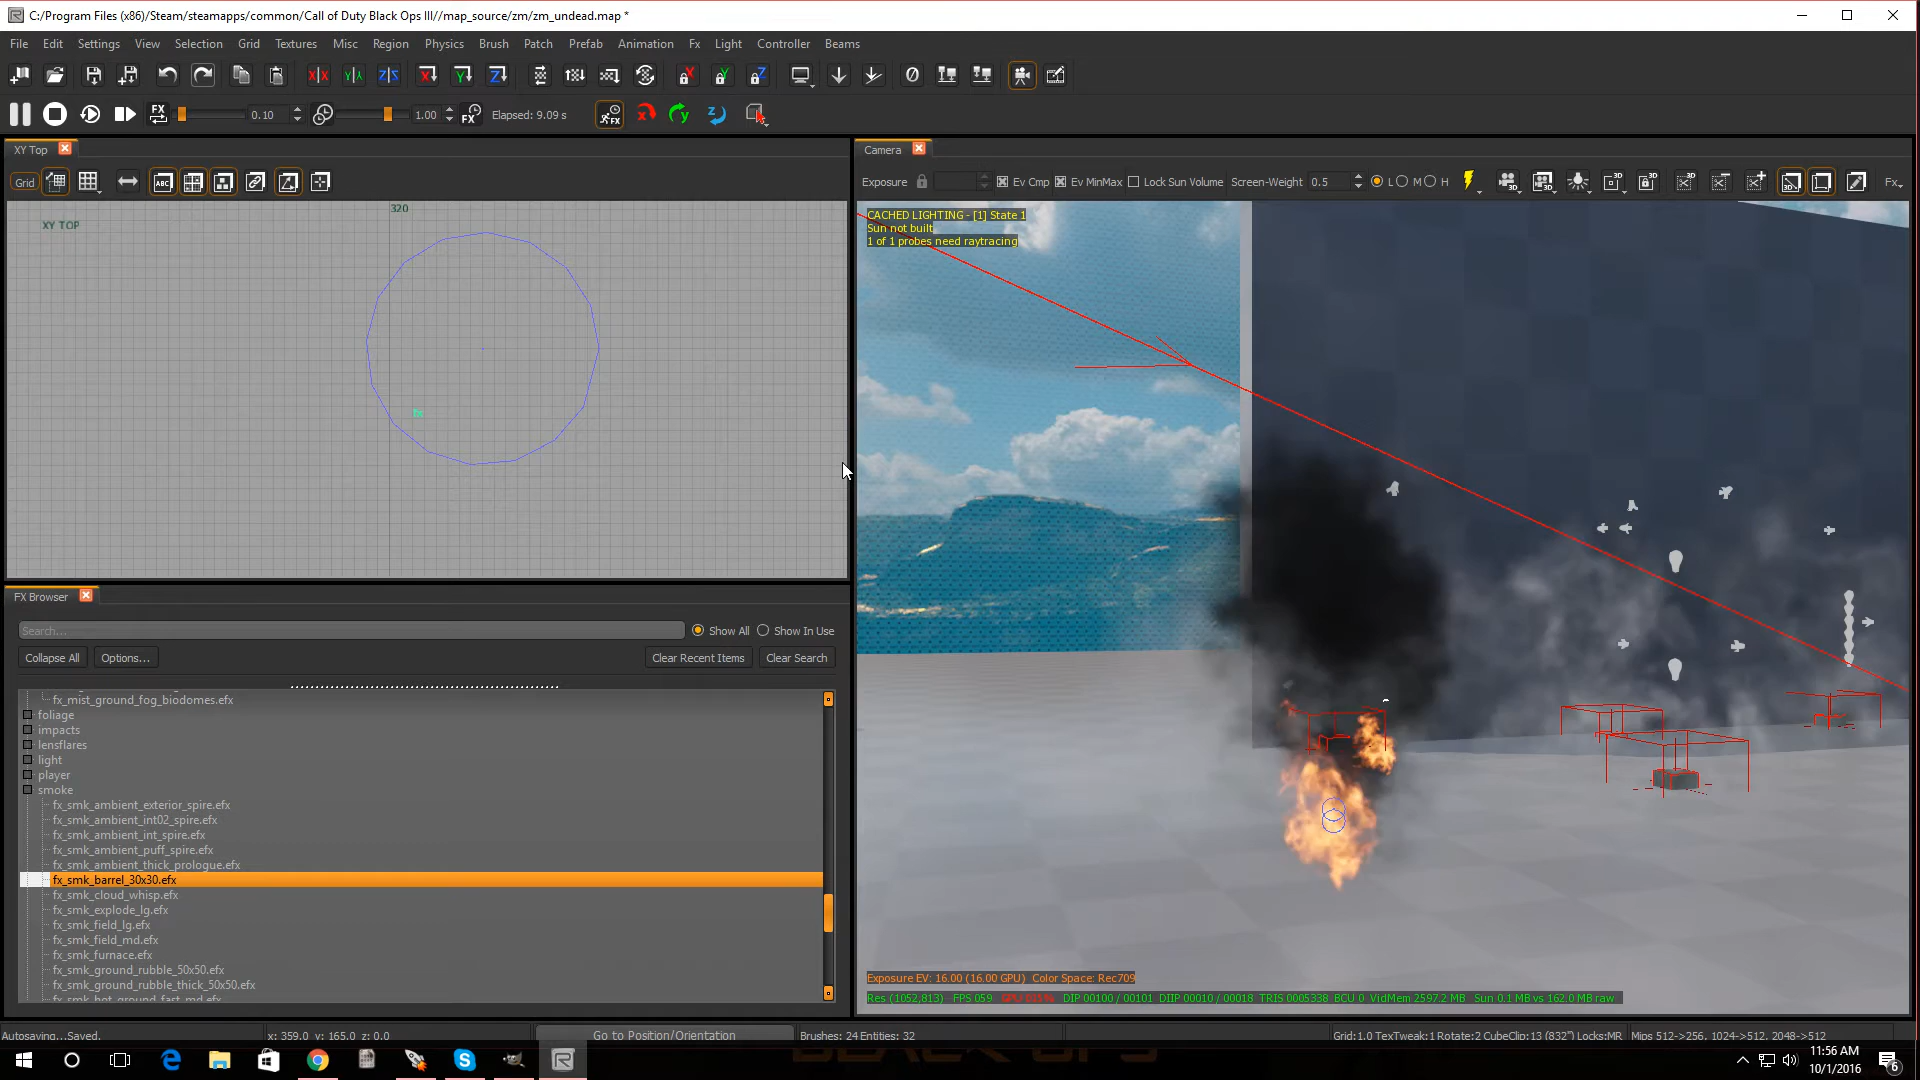 C:/Program Files (x86)/Steam/steamapps/common/Call of Duty Black Ops III//map_source/zm/zm_undead.map *
File Edit Settings View Selection Grid Textures Misc Region Physics Brush Patch Prefab Animation Fx Light Controller Beams
FX 0.10 1.00 FX Elapsed: 9.09 s FX
XY Top
Camera
Grid ABC
Exposure Ev Cmp Ev MinMax Lock Sun Volume Screen-Weight 0.5 L M H Fx
320
XY TOP
fx
CACHED LIGHTING - [1] State 1
Sun not built
1 of 1 probes need raytracing
FX Browser
Search...
Show All Show In Use
Collapse All Options... Clear Recent Items Clear Search
fx_mist_ground_fog_biodomes.efx
foliage
impacts
lensflares
light
player
smoke
fx_smk_ambient_exterior_spire.efx
fx_smk_ambient_int02_spire.efx
fx_smk_ambient_int_spire.efx
fx_smk_ambient_puff_spire.efx
fx_smk_ambient_thick_prologue.efx
fx_smk_barrel_30x30.efx
fx_smk_cloud_whisp.efx
fx_smk_explode_lg.efx
fx_smk_field_lg.efx
fx_smk_field_md.efx
fx_smk_furnace.efx
fx_smk_ground_rubble_50x50.efx
fx_smk_ground_rubble_thick_50x50.efx
fx_smk_hot_ground_fast_md.efx
Exposure EV: 16.00 (16.00 GPU) Color Space: Rec709
Res (1052,813) FPS 059 DIP 00100 / 00101 DIIP 00010 / 00018 TRIS 0005338 BCU 0 VidMem 2597.2 MB Sun 0.1 MB vs 162.0 MB raw
Autosaving...Saved. x: 359.0 y: 165.0 z: 0.0 Go to Position/Orientation Brushes: 24 Entities: 32 Grid:1.0 TexTweak:1 Rotate:2 CubeClip:13 (832") Locks:MR Mips 512->256, 1024->512, 2048->512
11:56 AM
10/1/2016
6